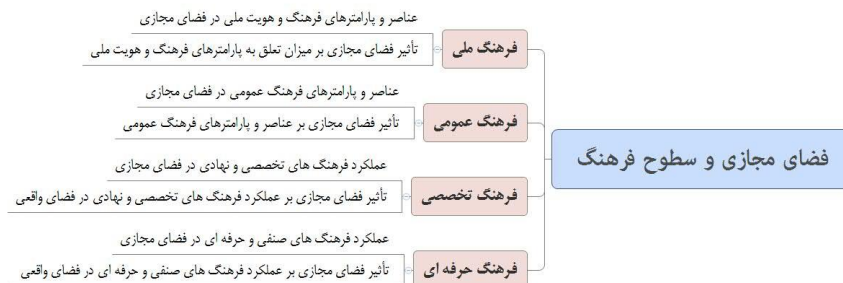 فضای مجازی و سطوح فرهنگ
فرهنگ ملی
عناصر و پارامترهای فرهنگ و هویت ملی در فضای مجازی
تأثیر فضای مجازی بر میزان تعلق به پارامترهای فرهنگ و هویت ملی
فرهنگ عمومی
عناصر و پارامترهای فرهنگ عمومی در فضای مجازی
تأثیر فضای مجازی بر عناصر و پارامترهای فرهنگ عمومی
فرهنگ تخصصی
عملکرد فرهنگ های تخصصی و نهادی در فضای مجازی
تأثیر فضای مجازی بر عملکرد فرهنگ های تخصصی و نهادی در فضای واقعی
فرهنگ حرفه ای
عملکرد فرهنگ های صنفی و حرفه ای در فضای مجازی
تأثیر فضای مجازی بر عملکرد فرهنگ های صنفی و حرفه ای در فضای واقعی